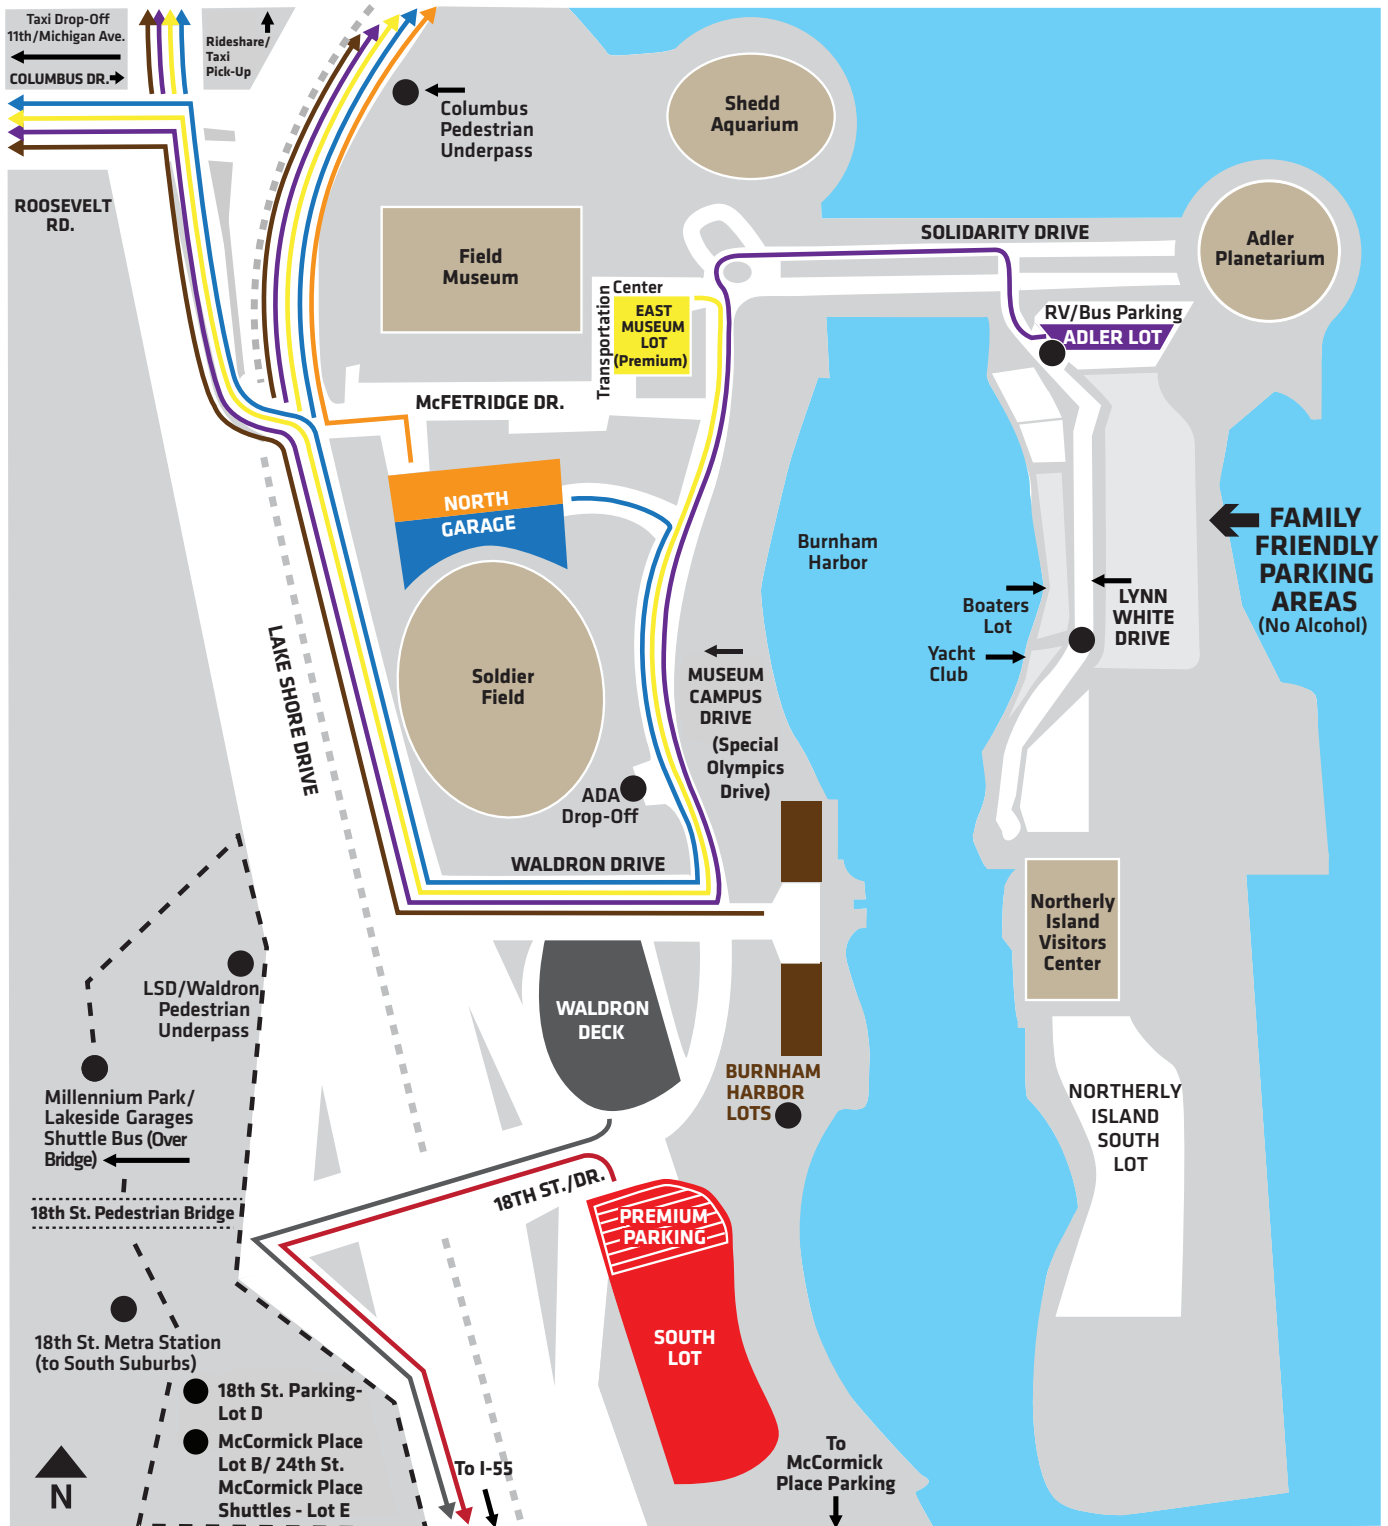 Taxi Drop-Off
11th/Michigan Ave.
COLUMBUS DR.
Rideshare/
Taxi
Pick-Up
Columbus
Pedestrian
Underpass
Shedd
Aquarium
ROOSEVELT
RD.
Field
Museum
SOLIDARITY DRIVE
Adler
Planetarium
Transportation
Center
EAST
MUSEUM
LOT
(Premium)
RV/Bus Parking
ADLER LOT
McFETRIDGE DR.
NORTH
GARAGE
Burnham
Harbor
FAMILY
FRIENDLY
PARKING
AREAS
(No Alcohol)
Boaters
Lot
LYNN
WHITE
DRIVE
Yacht
Club
LAKE SHORE DRIVE
Soldier
Field
MUSEUM
CAMPUS
DRIVE
(Special
Olympics
Drive)
ADA
Drop-Off
WALDRON DRIVE
Northerly
Island
Visitors
Center
LSD/Waldron
Pedestrian
Underpass
WALDRON
DECK
BURNHAM
HARBOR
LOTS
Millennium Park/
Lakeside Garages
Shuttle Bus (Over
Bridge)
NORTHERLY
ISLAND
SOUTH
LOT
18TH ST./DR.
18th St. Pedestrian Bridge
PREMIUM
PARKING
SOUTH
LOT
18th St. Metra Station
(to South Suburbs)
18th St. Parking-
Lot D
McCormick Place
Lot B/ 24th St.
McCormick Place
Shuttles - Lot E
N
To I-55
To
McCormick
Place Parking